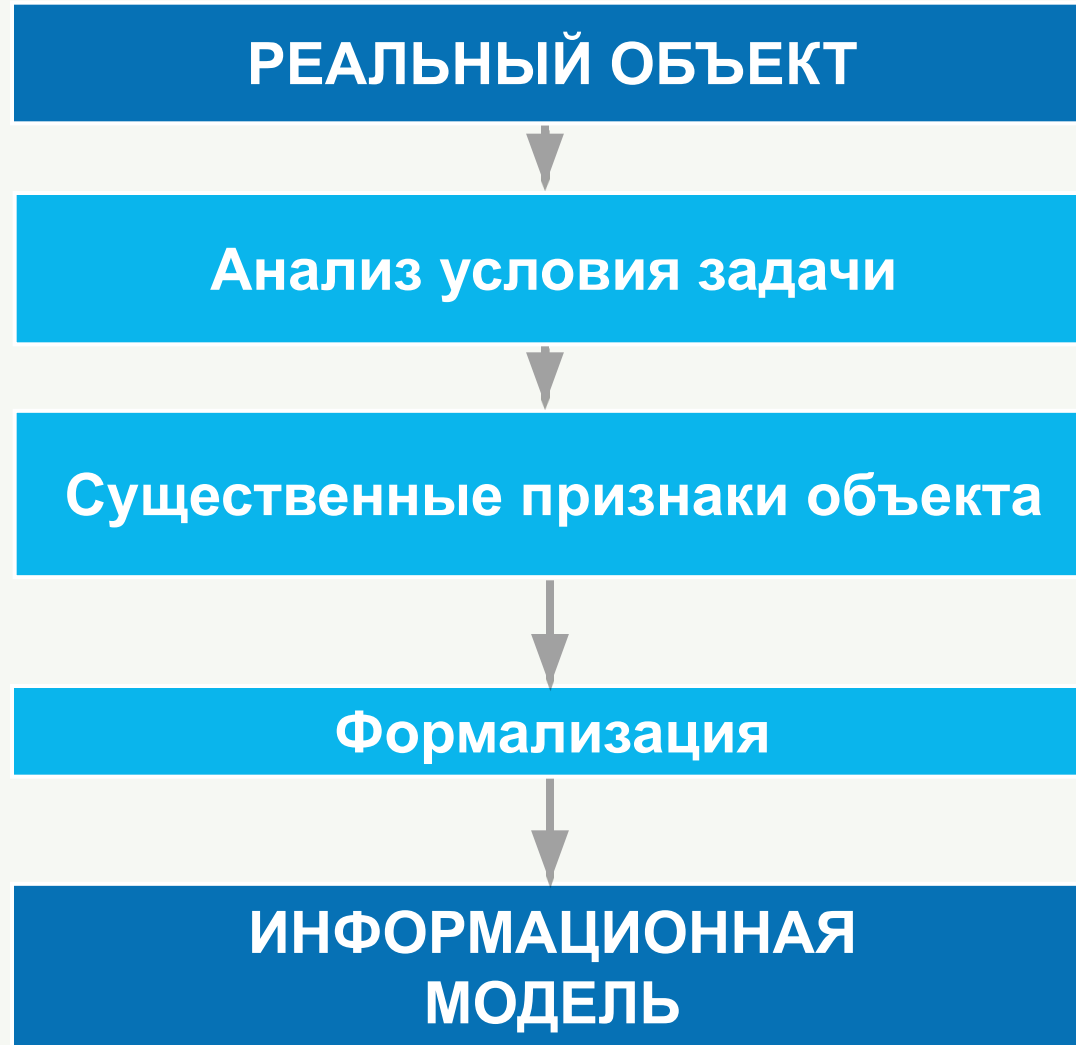 РЕАЛЬНЫЙ ОБЪЕКТ
Анализ условия задачи
Существенные признаки объекта
Формализация
ИНФОРМАЦИОННАЯ
МОДЕЛЬ